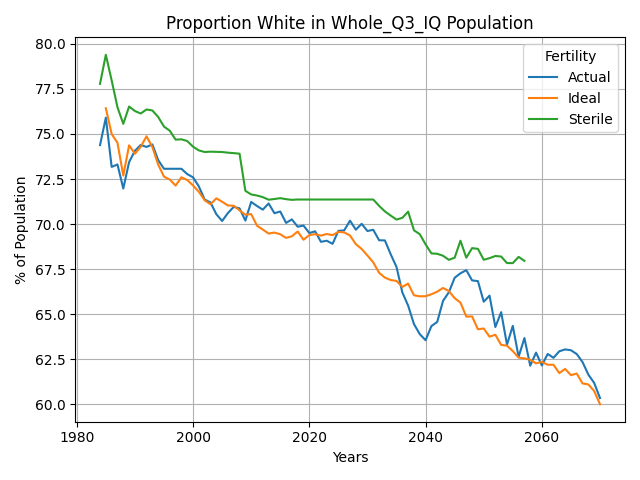 Proportion White in Whole_Q3_IQ Population
80.0
77.5
75.0
72.5
70.0
67.5
65.0
62.5
60.0
% of Population
Fertility
Actual
Ideal
Sterile
1980
2000
2020
2040
2060
Years